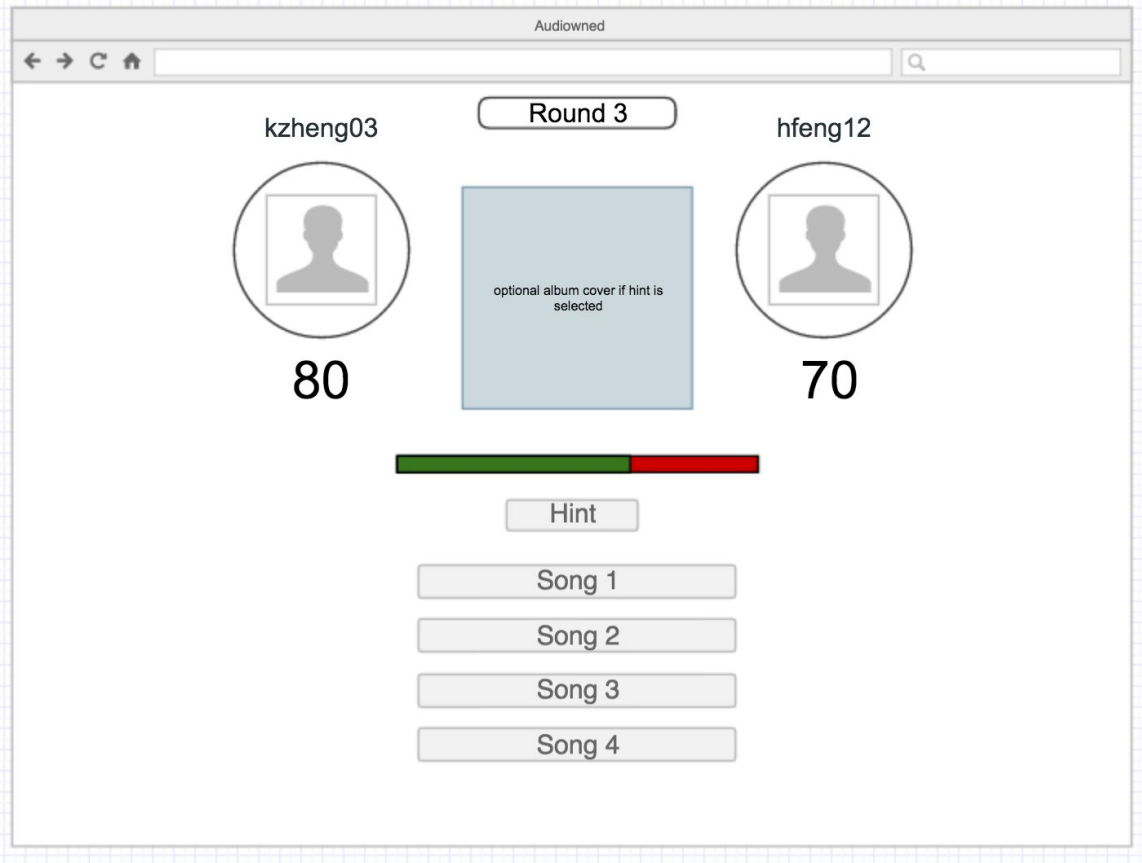 Audiowned
Round 3
kzheng03
hfeng12
optional album cover if hint is
selected
80
70
Hint
Song 1
Song 2
Song 3
Song 4